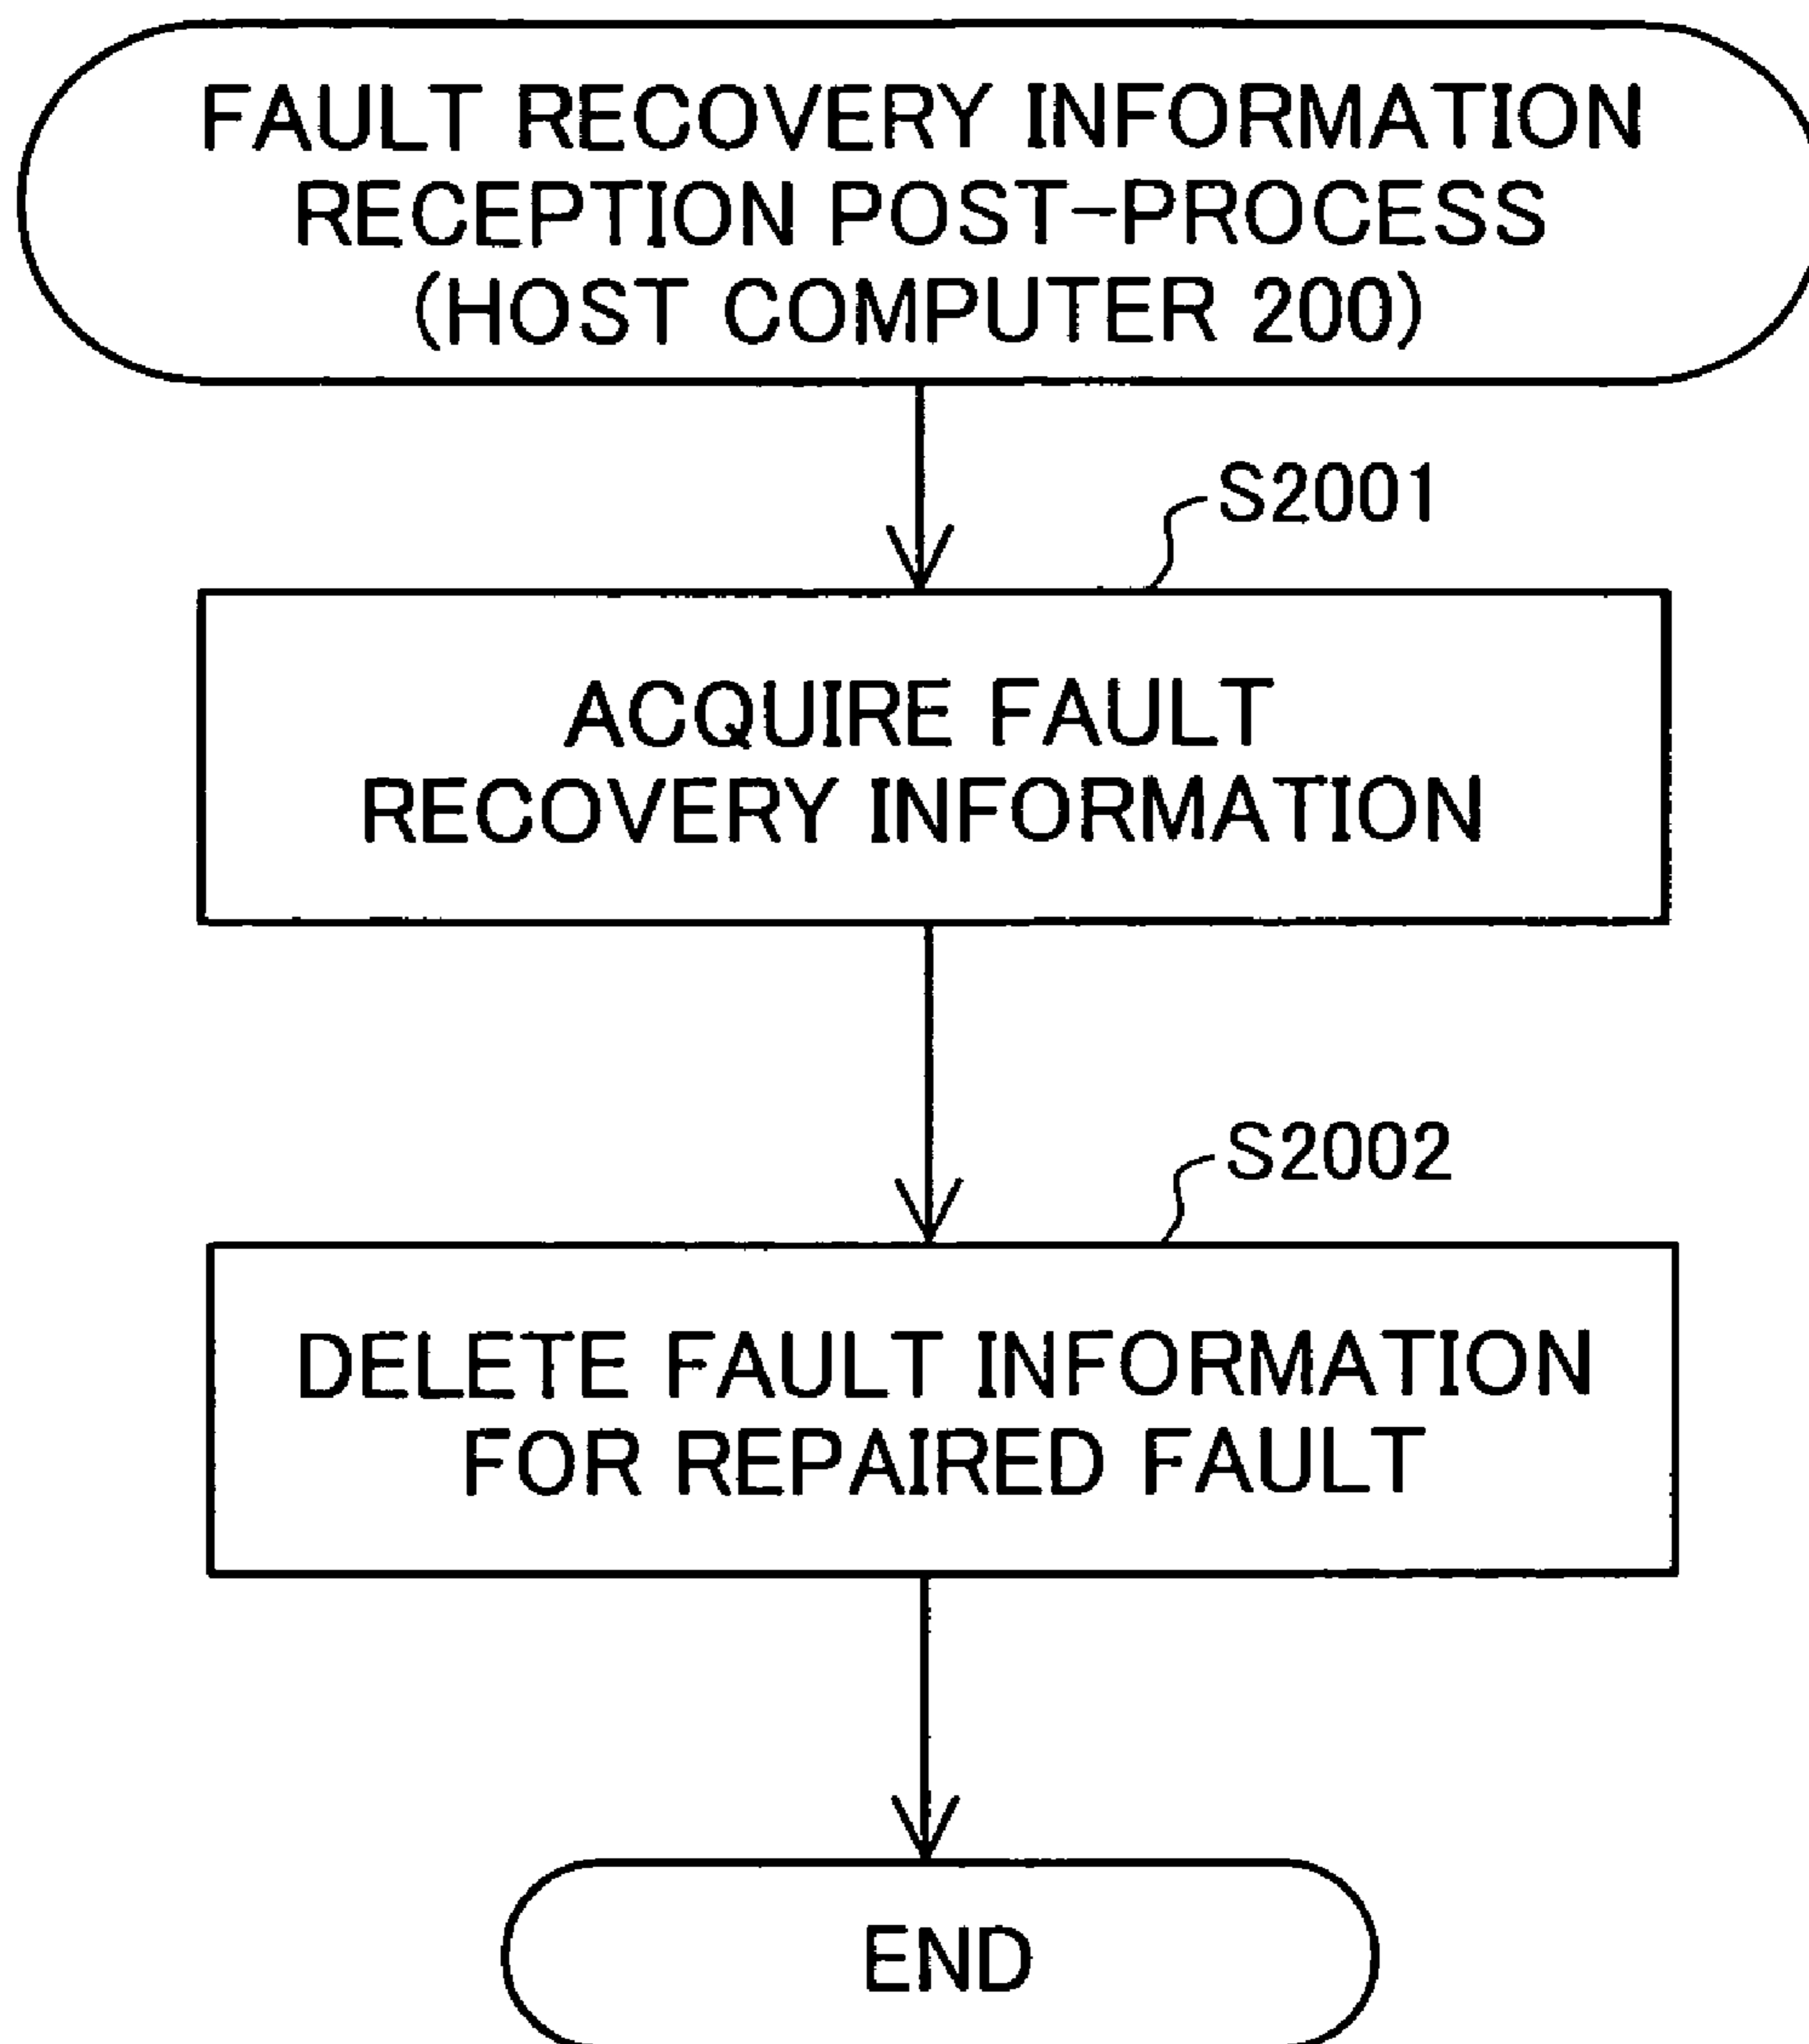 FAULT RECOVERY INFORMATION
RECEPTION POST-PROCESS
(HOST COMPUTER 200)
S2001
ACQUIRE FAULT
RECOVERY INFORMATION
S2002
DELETE FAULT INFORMATION
FOR REPAIRED FAULT
END